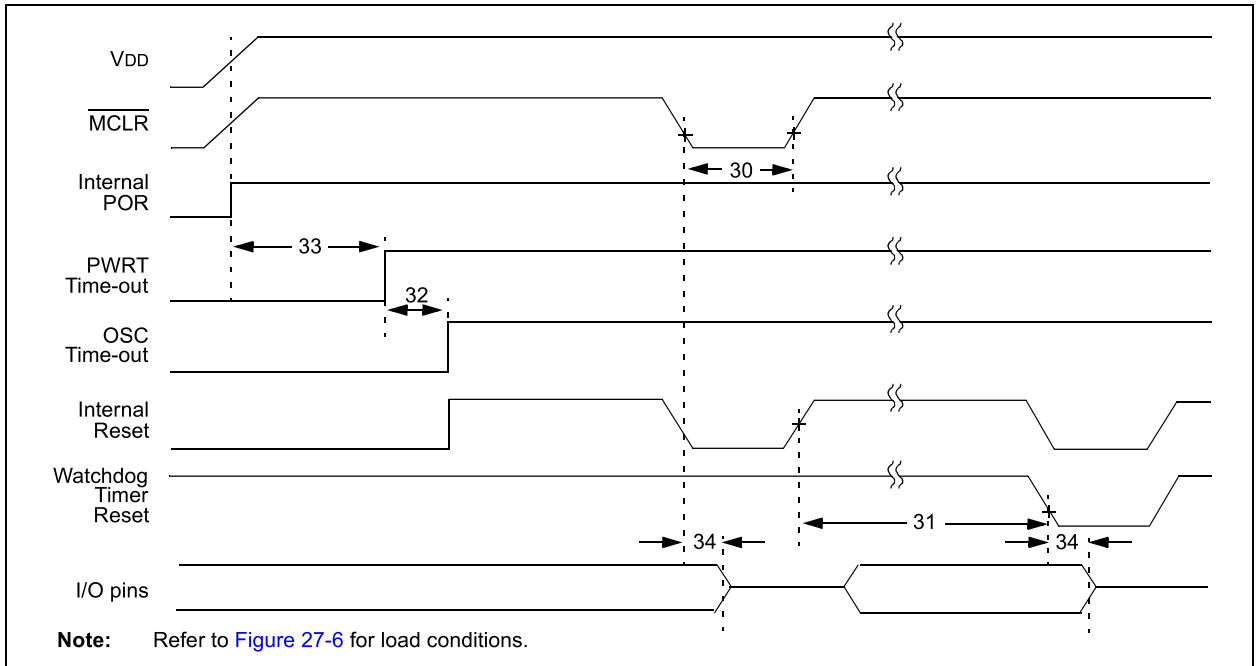 VDD
MCLR
30
Internal
POR
33
PWRT
Time-out
32
OSC
Time-out
Internal
Reset
Watchdog
Timer
Reset
31
34
34
I/O pins
Note: Refer to Figure 27-6 for load conditions.